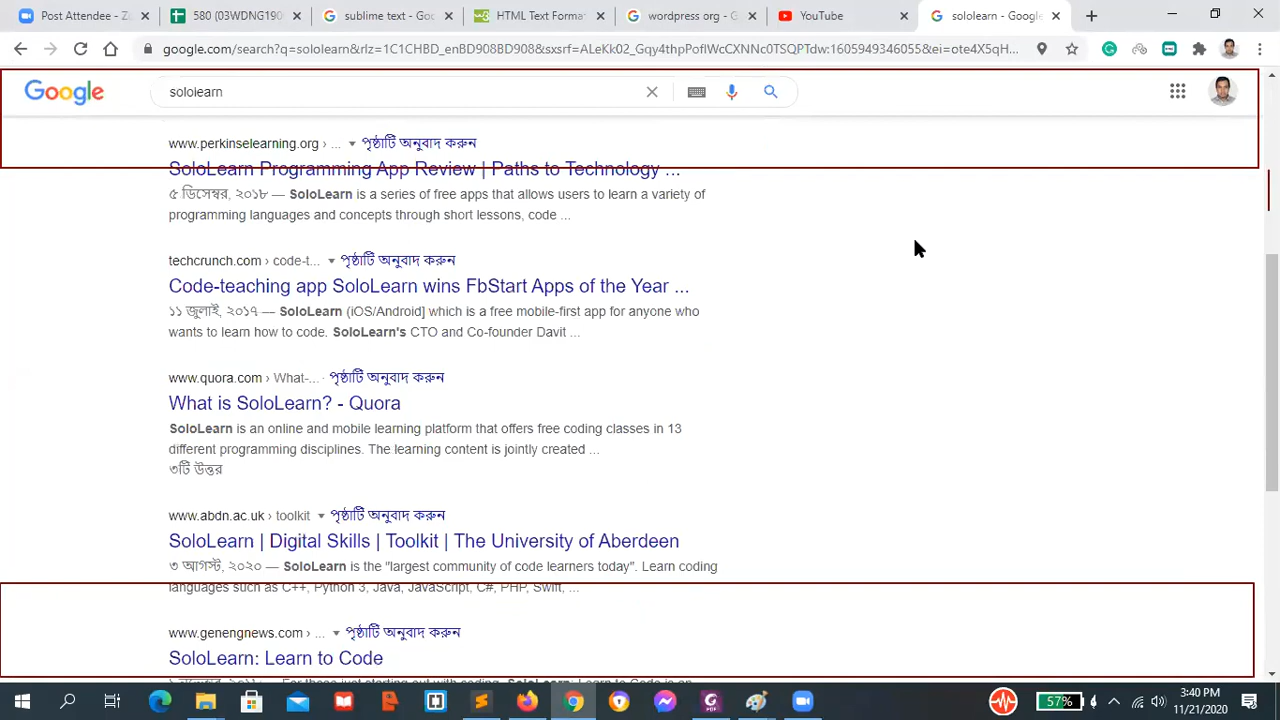 Post Attendee - Z
580 (03WDNG190
sublime text - Goo
HTML Text Forma
wordpress org - G
YouTube
sololearn - Google
google.com/search?q=sololearn&rlz=1C1CHBD_enBD908BD908&sxsrf=ALeKk02_Gqy4thpPoflWcCXNNc0TSQPTdw:1605949346055&ei=ote4X5qH...
Google
sololearn
www.perkinselearning.org › ... পৃষ্ঠাটি অনুবাদ করুন
SoloLearn Programming App Review | Paths to Technology ...
৫ ডিসেম্বর, ২০১৮ — SoloLearn is a series of free apps that allows users to learn a variety of
programming languages and concepts through short lessons, code ...
techcrunch.com › code-t... পৃষ্ঠাটি অনুবাদ করুন
Code-teaching app SoloLearn wins FbStart Apps of the Year ...
১১ জুলাই, ২০১৭ — SoloLearn (iOS/Android] which is a free mobile-first app for anyone who
wants to learn how to code. SoloLearn's CTO and Co-founder Davit ...
www.quora.com › What-... · পৃষ্ঠাটি অনুবাদ করুন
What is SoloLearn? - Quora
SoloLearn is an online and mobile learning platform that offers free coding classes in 13
different programming disciplines. The learning content is jointly created ...
৩টি উত্তর
www.abdn.ac.uk › toolkit পৃষ্ঠাটি অনুবাদ করুন
SoloLearn | Digital Skills | Toolkit | The University of Aberdeen
৩ আগস্ট, ২০২০ — SoloLearn is the "largest community of code learners today". Learn coding
languages such as C++, Python 3, Java, JavaScript, C#, PHP, Swift, ...
www.genengnews.com › ... পৃষ্ঠাটি অনুবাদ করুন
SoloLearn: Learn to Code
57%
3:40 PM
11/21/2020